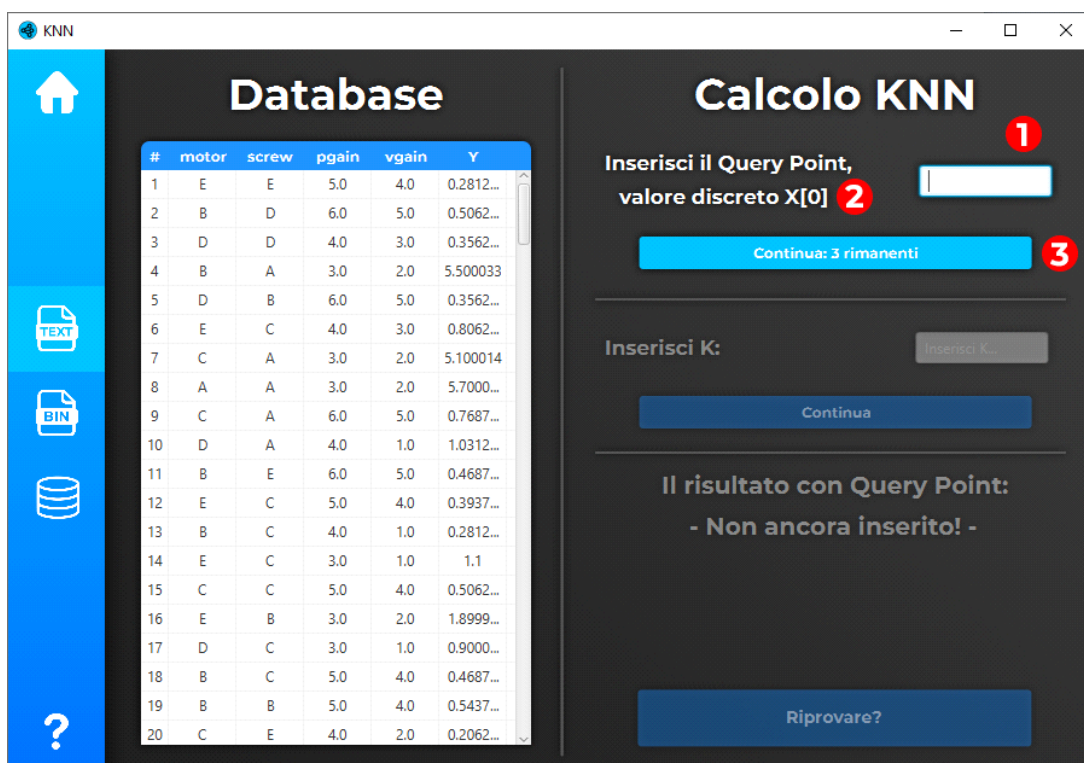 KNN
Database
# motor screw pgain vgain Y
1 E E 5.0 4.0 0.2812...
2 B D 6.0 5.0 0.5062...
3 D D 4.0 3.0 0.3562...
4 B A 3.0 2.0 5.500033
5 D B 6.0 5.0 0.3562...
6 E C 4.0 3.0 0.8062...
7 C A 3.0 2.0 5.100014
8 A A 3.0 2.0 5.7000...
9 C A 6.0 5.0 0.7687...
10 D A 4.0 1.0 1.0312...
11 B E 6.0 5.0 0.4687...
12 E C 5.0 4.0 0.3937...
13 B C 4.0 1.0 0.2812...
14 E C 3.0 1.0 1.1
15 C C 5.0 4.0 0.5062...
16 E B 3.0 2.0 1.8999...
17 D C 3.0 1.0 0.9000...
18 B C 5.0 4.0 0.4687...
19 B B 5.0 4.0 0.5437...
20 C E 4.0 2.0 0.2062...
TEXT
BIN
?
Calcolo KNN
1
Inserisci il Query Point,
valore discreto X[0] 2
Continua: 3 rimanenti 3
Inserisci K: Inserisci K...
Continua
Il risultato con Query Point:
- Non ancora inserito! -
Riprovare?